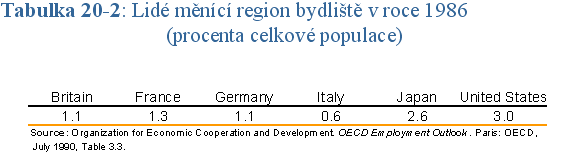 Tabulka 20-2: Lidé měnící region bydliště v roce 1986
(procenta celkové populace)
Britain France Germany Italy Japan United States
1.1 1.3 1.1 0.6 2.6 3.0
Source: Organization for Economic Cooperation and Development. OECD Employment Outlook. Paris: OECD,
July 1990, Table 3.3.